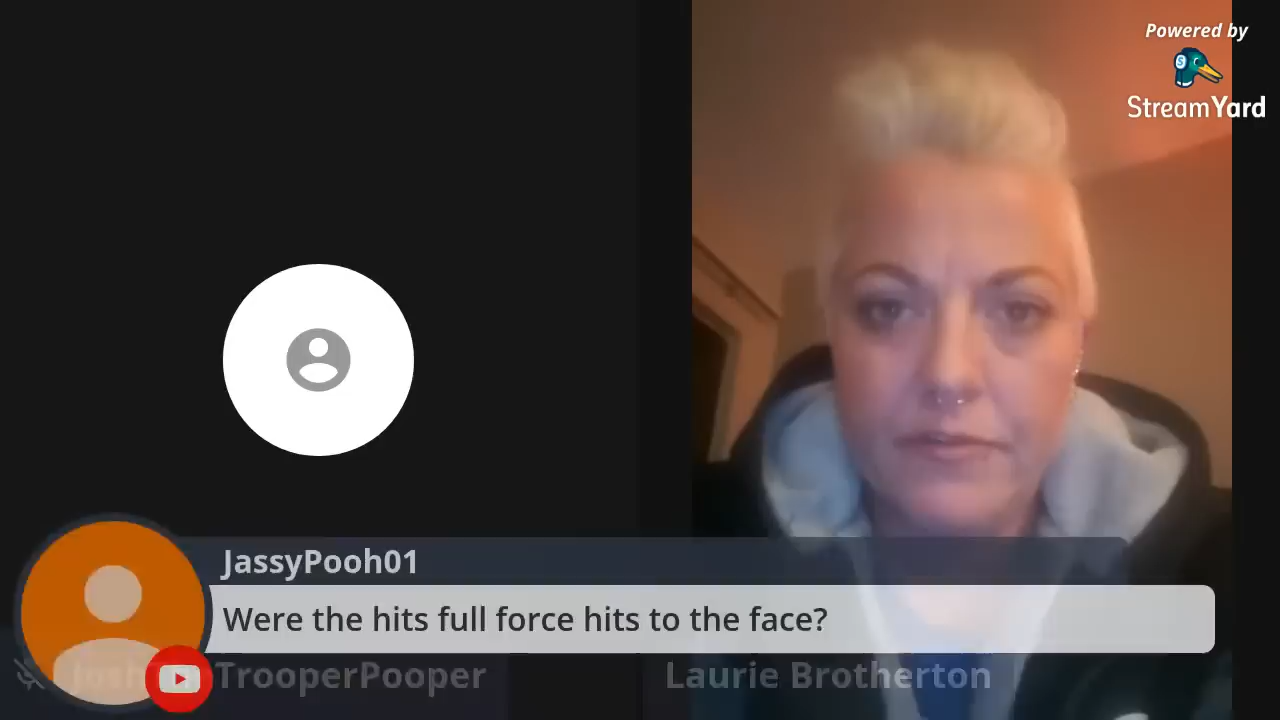 Powered by
StreamYard
JassyPooh01
Were the hits full force hits to the face?
TrooperPooper
Laurie Brotherton